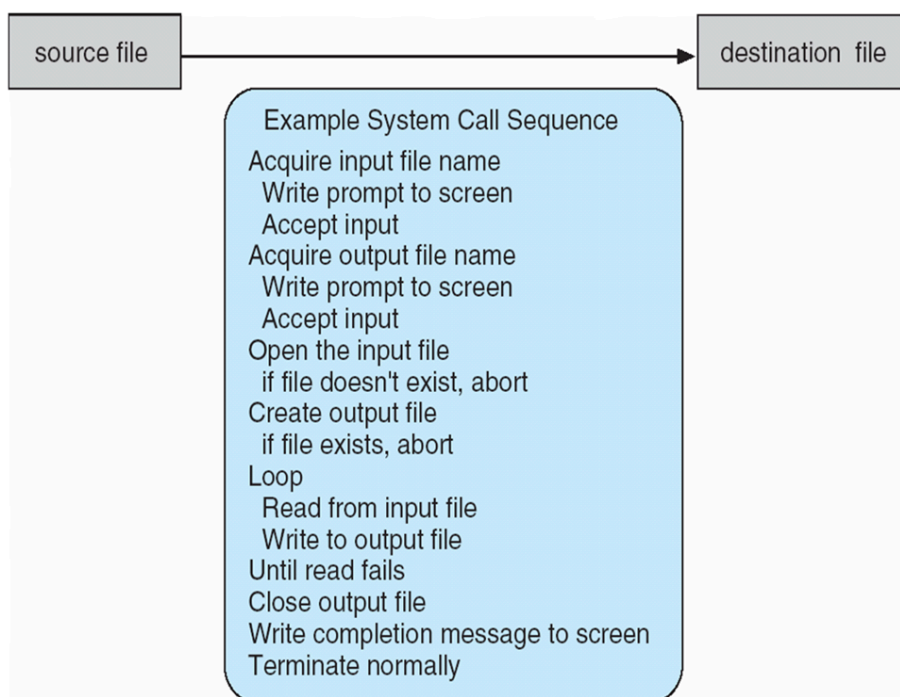 source file
destination file
Example System Call Sequence
Acquire input file name
Write prompt to screen
Accept input
Acquire output file name
Write prompt to screen
Accept input
Open the input file
if file doesn't exist, abort
Create output file
if file exists, abort
Loop
Read from input file
Write to output file
Until read fails
Close output file
Write completion message to screen
Terminate normally